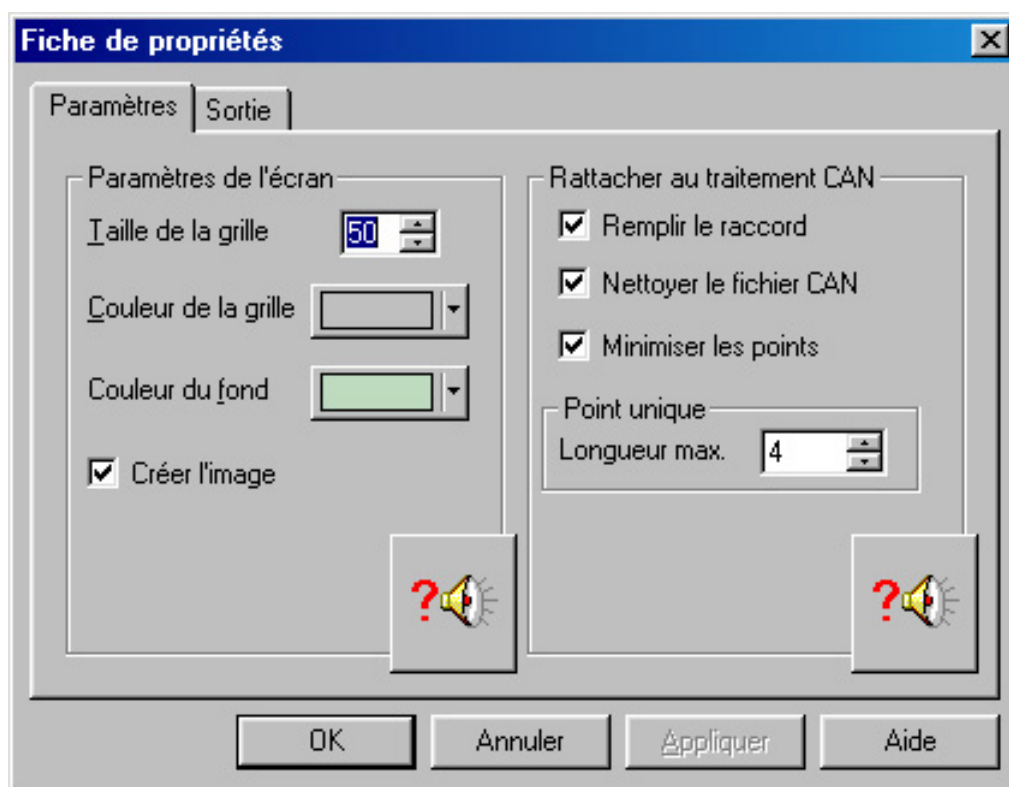 Fiche de propriétés
Paramètres
Sortie
Paramètres de l'écran
Taille de la grille
50
Couleur de la grille
Couleur du fond
Créer l'image
Rattacher au traitement CAN
Remplir le raccord
Nettoyer le fichier CAN
Minimiser les points
Point unique
Longueur max.
4
?
?
OK
Annuler
Appliquer
Aide